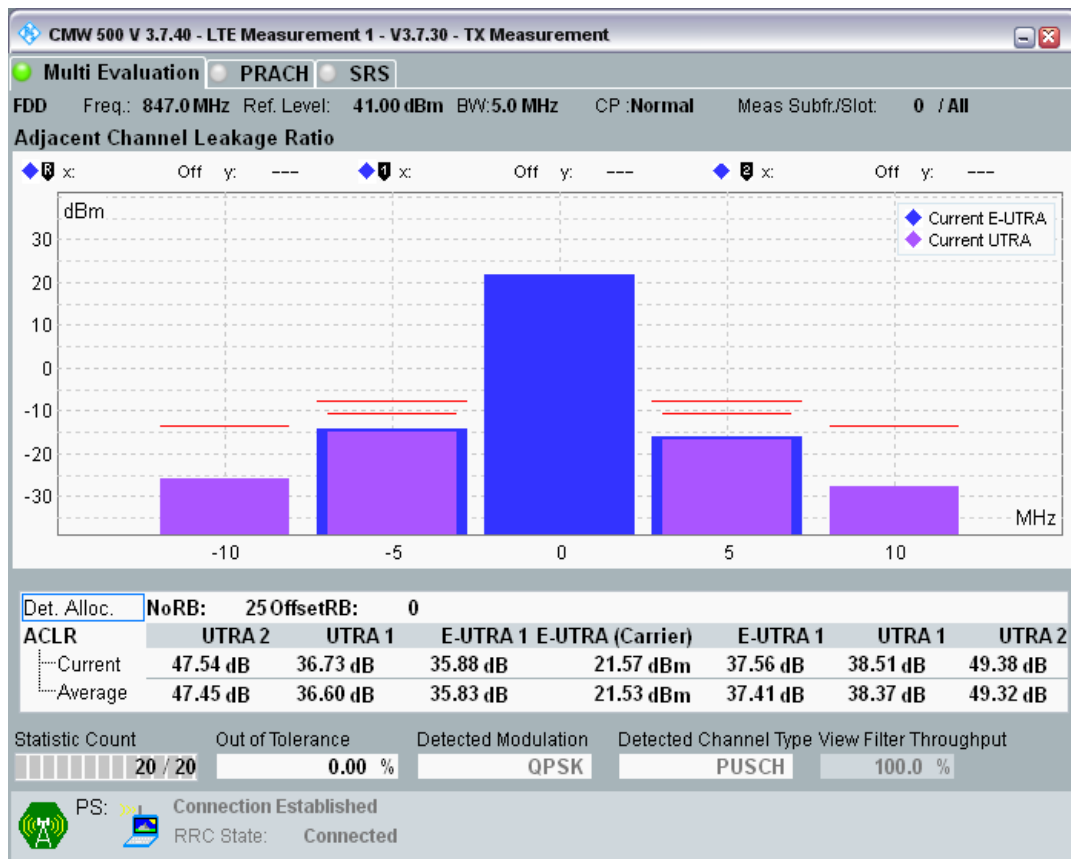 CMW 500 V 3.7.40 - LTE Measurement 1 - V3.7.30 - TX Measurement
Multi Evaluation PRACH SRS
FDD Freq.: 847.0 MHz Ref. Level: 41.00 dBm BW: 5.0 MHz CP : Normal Meas Subfr./Slot: 0 / All
Adjacent Channel Leakage Ratio
R x: Off y: --- 1 x: Off y: --- 2 x: Off y: ---
dBm
Current E-UTRA
Current UTRA
30
20
10
0
-10
-20
-30
MHz
-10 -5 0 5 10
Det. Alloc. NoRB: 25 OffsetRB: 0
ACLR UTRA 2 UTRA 1 E-UTRA 1 E-UTRA (Carrier) E-UTRA 1 UTRA 1 UTRA 2
Current 47.54 dB 36.73 dB 35.88 dB 21.57 dBm 37.56 dB 38.51 dB 49.38 dB
Average 47.45 dB 36.60 dB 35.83 dB 21.53 dBm 37.41 dB 38.37 dB 49.32 dB
Statistic Count Out of Tolerance Detected Modulation Detected Channel Type View Filter Throughput
20 / 20 0.00 % QPSK PUSCH 100.0 %
PS: Connection Established
RRC State: Connected